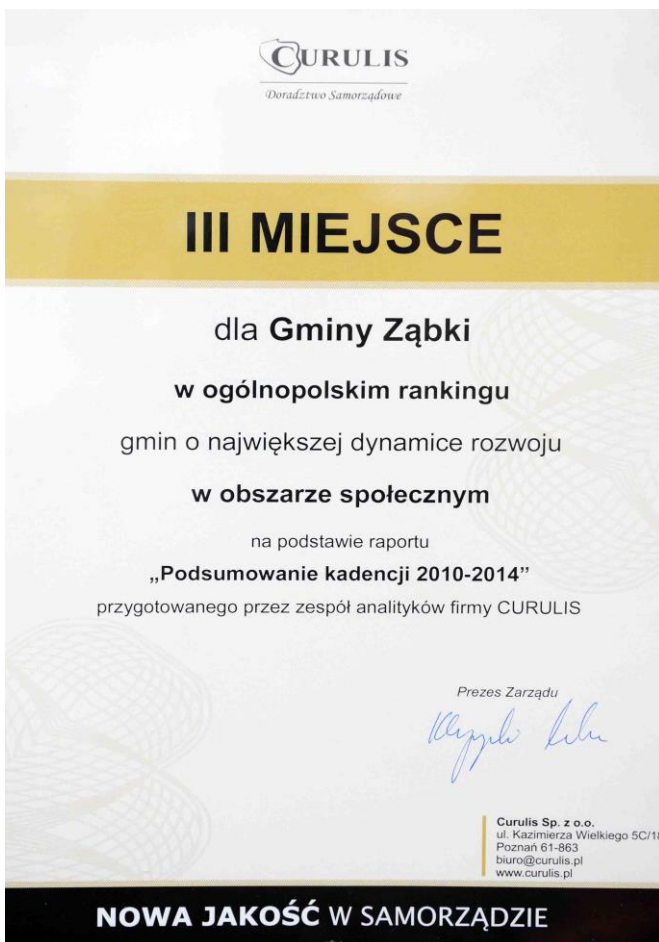 CURULIS
Doradztwo Samorządowe
III MIEJSCE
dla Gminy Ząbki
w ogólnopolskim rankingu
gmin o największej dynamice rozwoju
w obszarze społecznym
na podstawie raportu
„Podsumowanie kadencji 2010-2014”
przygotowanego przez zespół analityków firmy CURULIS
Prezes Zarządu
Curulis Sp. z o.o.
ul. Kazimierza Wielkiego
Poznań 61-863
biuro@curulis.pl
www.curulis.pl
NOWA JAKOŚĆ W SAMORZĄDZIE